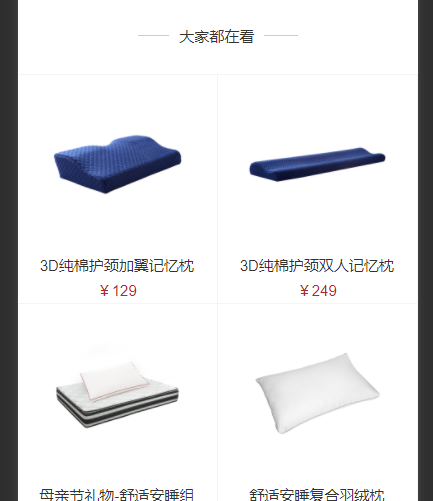 大家都在看
3D纯棉护颈加翼记忆枕
3D纯棉护颈双人记忆枕
¥ 129
¥ 249
母亲节礼物-舒适安睡组
舒适安睡复合羽绒枕